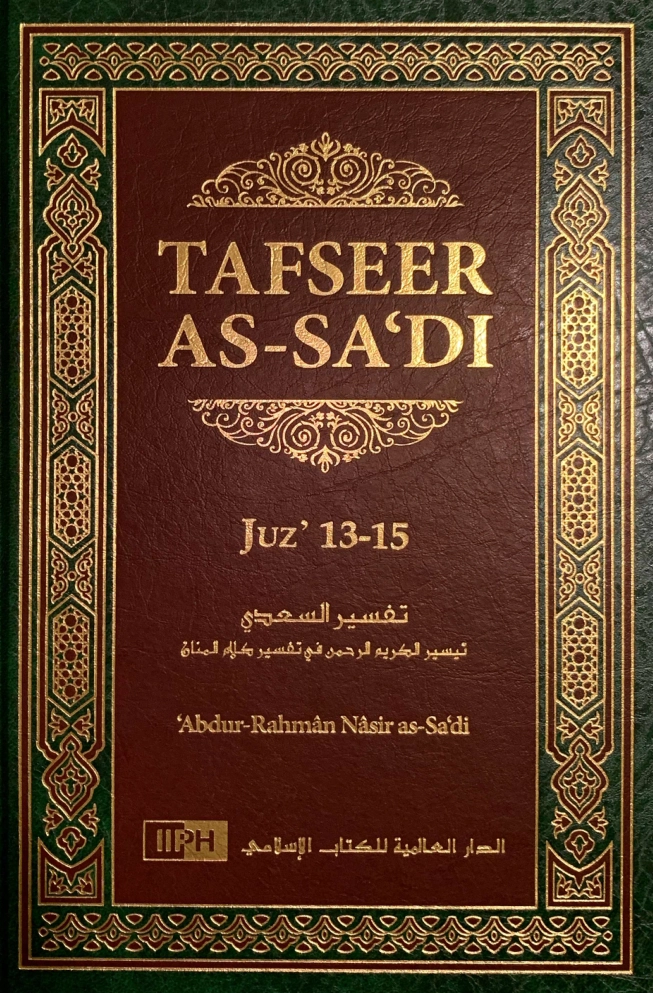 TAFSEER
AS-SA‘DI
Juz’ 13-15
تفسير السعدي
تيسير الكريم الرحمن في تفسير كلام المنان
‘Abdur-Rahmân Nâsir as-Sa‘di
IIPH الدار العالمية للكتاب الإسلامي